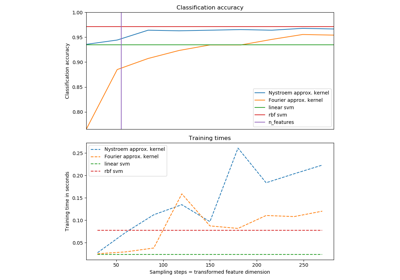 Classification accuracy
1.00
0.95
0.90
0.85
0.80
Classification accuracy
Nystroem approx. kernel
Fourier approx. kernel
linear svm
rbf svm
n_features
Training times
0.25
0.20
0.15
0.10
0.05
Training time in seconds
Nystroem approx. kernel
Fourier approx. kernel
linear svm
rbf svm
50 100 150 200 250
Sampling steps = transformed feature dimension